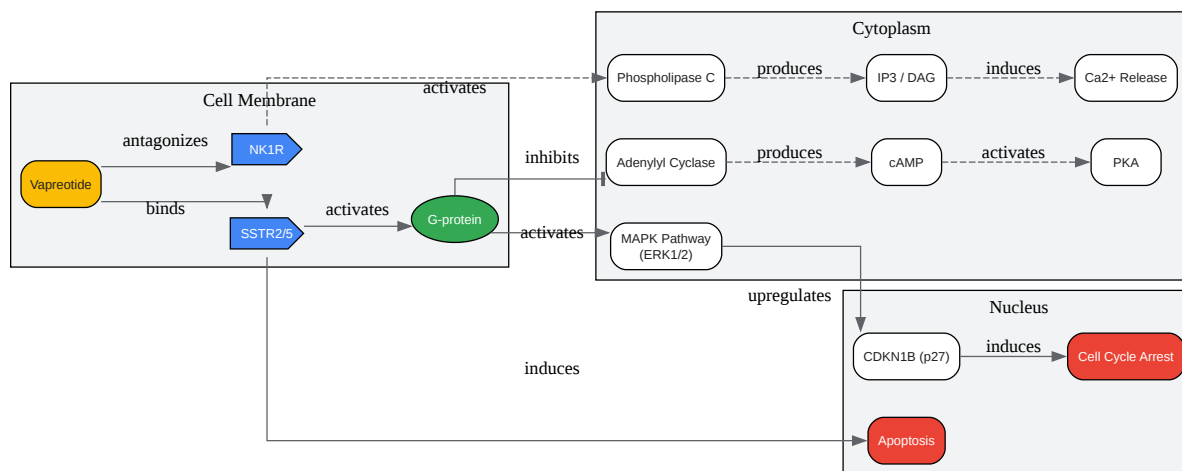 Cytoplasm
Phospholipase C
produces
IP3 / DAG
induces
Ca2+ Release
activates
Cell Membrane
antagonizes
NK1R
inhibits
Adenylyl Cyclase
produces
cAMP
activates
PKA
Vapreotide
binds
SSTR2/5
activates
G-protein
activates
MAPK Pathway
(ERK1/2)
upregulates
Nucleus
CDKN1B (p27)
induces
Cell Cycle Arrest
induces
Apoptosis